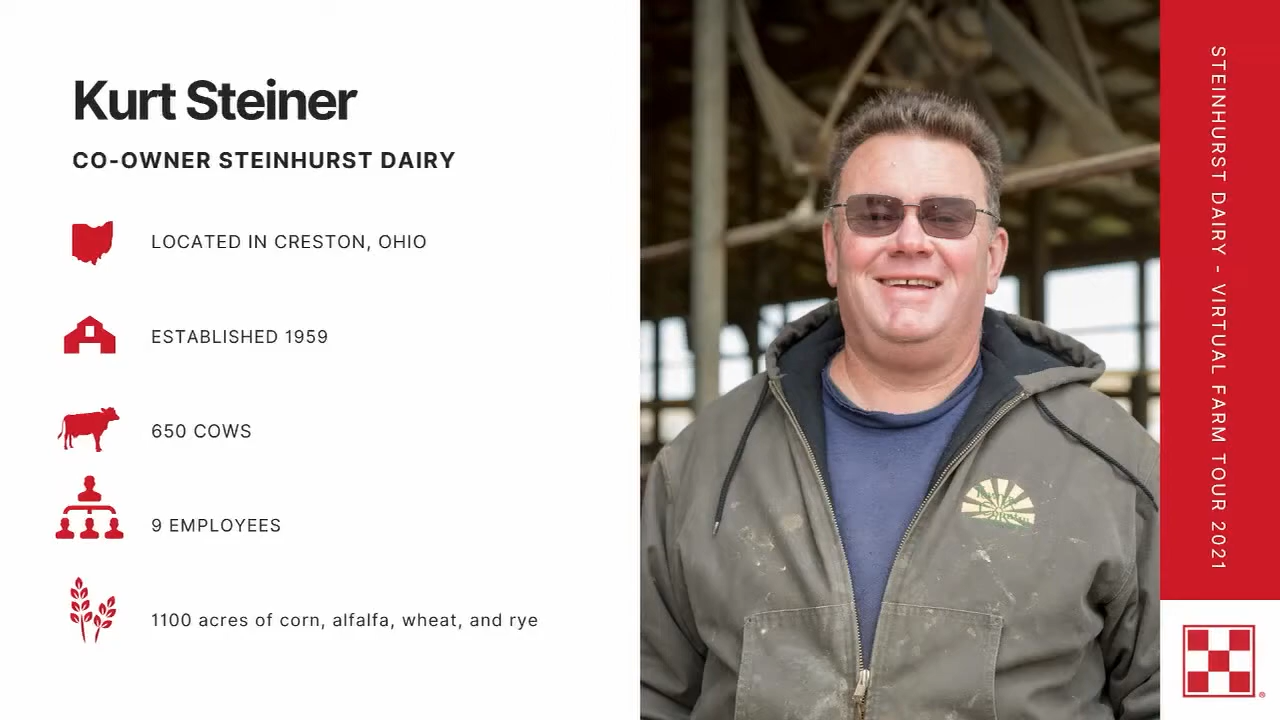 Kurt Steiner
CO-OWNER STEINHURST DAIRY
LOCATED IN CRESTON, OHIO
ESTABLISHED 1959
650 COWS
9 EMPLOYEES
1100 acres of corn, alfalfa, wheat, and rye
STEINHURST DAIRY - VIRTUAL FARM TOUR 2021
®